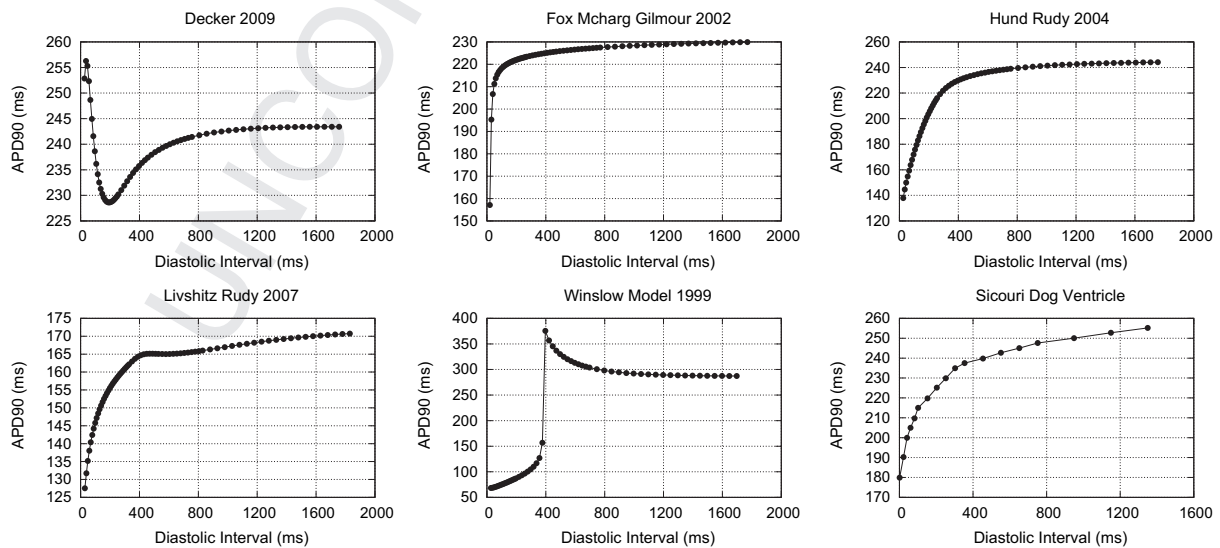 Decker 2009
260
255
250
245
240
235
230
225
APD90 (ms)
0 400 800 1200 1600 2000
Diastolic Interval (ms)
Fox Mcharg Gilmour 2002
230
220
210
200
190
180
170
160
150
APD90 (ms)
0 400 800 1200 1600 2000
Diastolic Interval (ms)
Hund Rudy 2004
260
240
220
200
180
160
140
120
APD90 (ms)
0 400 800 1200 1600 2000
Diastolic Interval (ms)
Livshitz Rudy 2007
175
170
165
160
155
150
145
140
135
130
125
APD90 (ms)
0 400 800 1200 1600 2000
Diastolic Interval (ms)
Winslow Model 1999
400
350
300
250
200
150
100
50
APD90 (ms)
0 400 800 1200 1600 2000
Diastolic Interval (ms)
Sicouri Dog Ventricle
260
250
240
230
220
210
200
190
180
170
APD90 (ms)
0 400 800 1200 1600
Diastolic Interval (ms)
UNCO